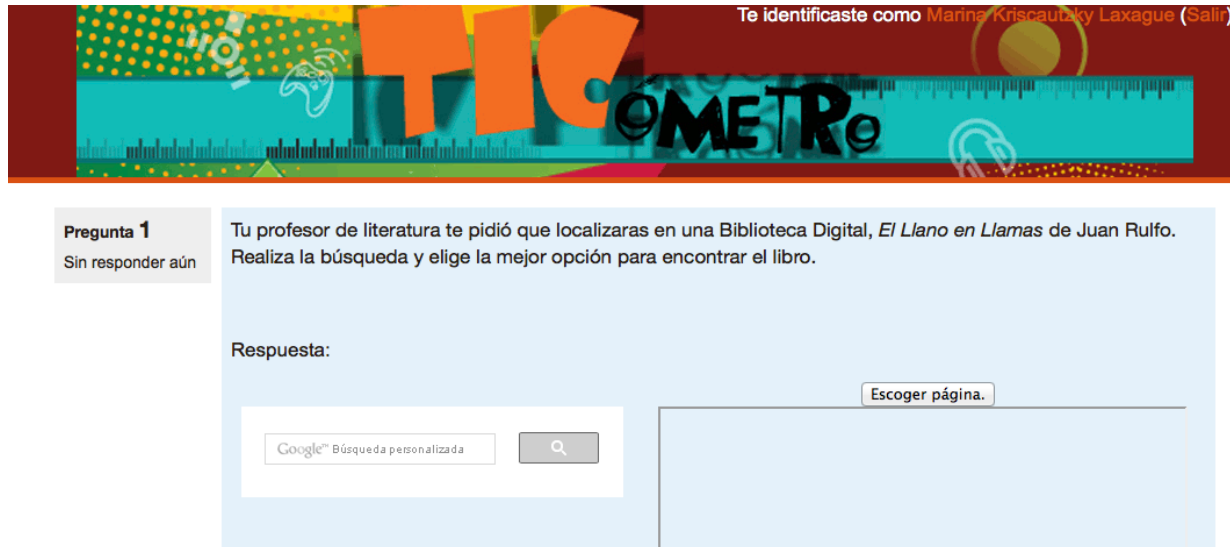 Te identificaste como Marina Kriscautzky Laxague (Salir)
TICÓMETRO
Pregunta 1
Sin responder aún
Tu profesor de literatura te pidió que localizaras en una Biblioteca Digital, El Llano en Llamas de Juan Rulfo.
Realiza la búsqueda y elige la mejor opción para encontrar el libro.
Respuesta:
Escoger página.
Google™ Búsqueda personalizada